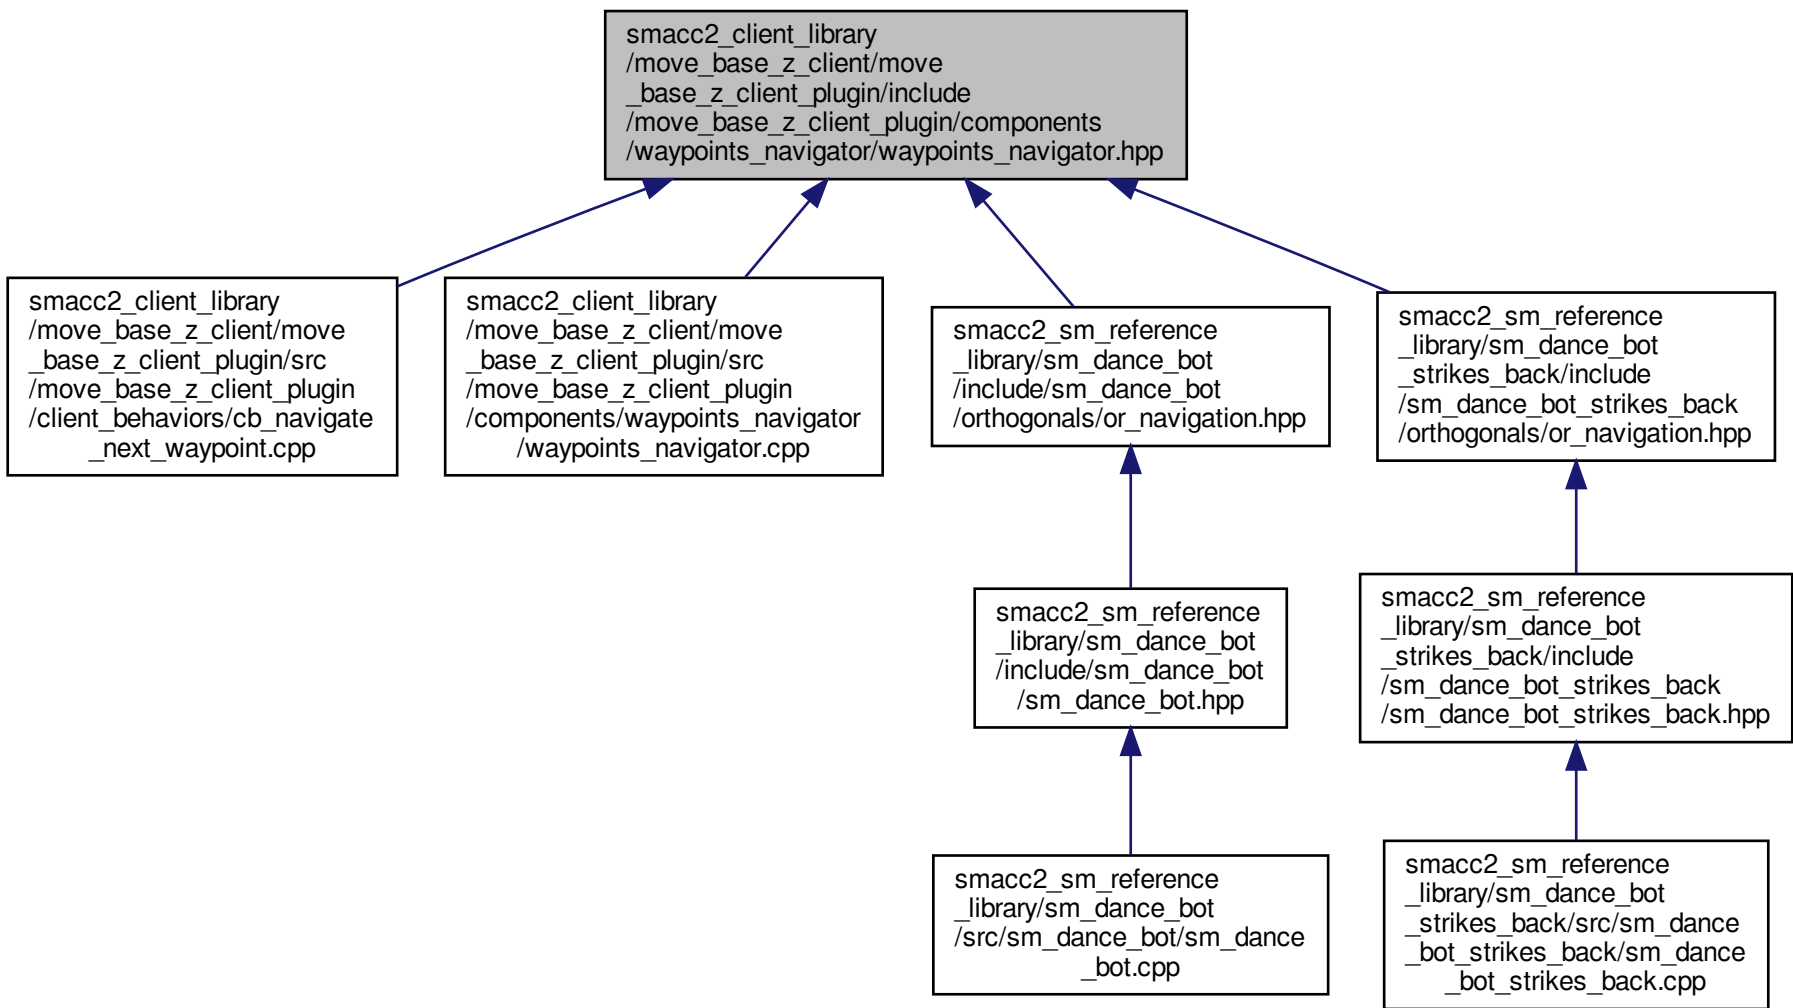 smacc2_client_library
/move_base_z_client/move
_base_z_client_plugin/include
/move_base_z_client_plugin/components
/waypoints_navigator/waypoints_navigator.hpp
smacc2_client_library
/move_base_z_client/move
_base_z_client_plugin/src
/move_base_z_client_plugin
/client_behaviors/cb_navigate
_next_waypoint.cpp
smacc2_client_library
/move_base_z_client/move
_base_z_client_plugin/src
/move_base_z_client_plugin
/components/waypoints_navigator
/waypoints_navigator.cpp
smacc2_sm_reference
_library/sm_dance_bot
/include/sm_dance_bot
/orthogonals/or_navigation.hpp
smacc2_sm_reference
_library/sm_dance_bot
_strikes_back/include
/sm_dance_bot_strikes_back
/orthogonals/or_navigation.hpp
smacc2_sm_reference
_library/sm_dance_bot
/include/sm_dance_bot
/sm_dance_bot.hpp
smacc2_sm_reference
_library/sm_dance_bot
_strikes_back/include
/sm_dance_bot_strikes_back
/sm_dance_bot_strikes_back.hpp
smacc2_sm_reference
_library/sm_dance_bot
/src/sm_dance_bot/sm_dance
_bot.cpp
smacc2_sm_reference
_library/sm_dance_bot
_strikes_back/src/sm_dance
_bot_strikes_back/sm_dance
_bot_strikes_back.cpp